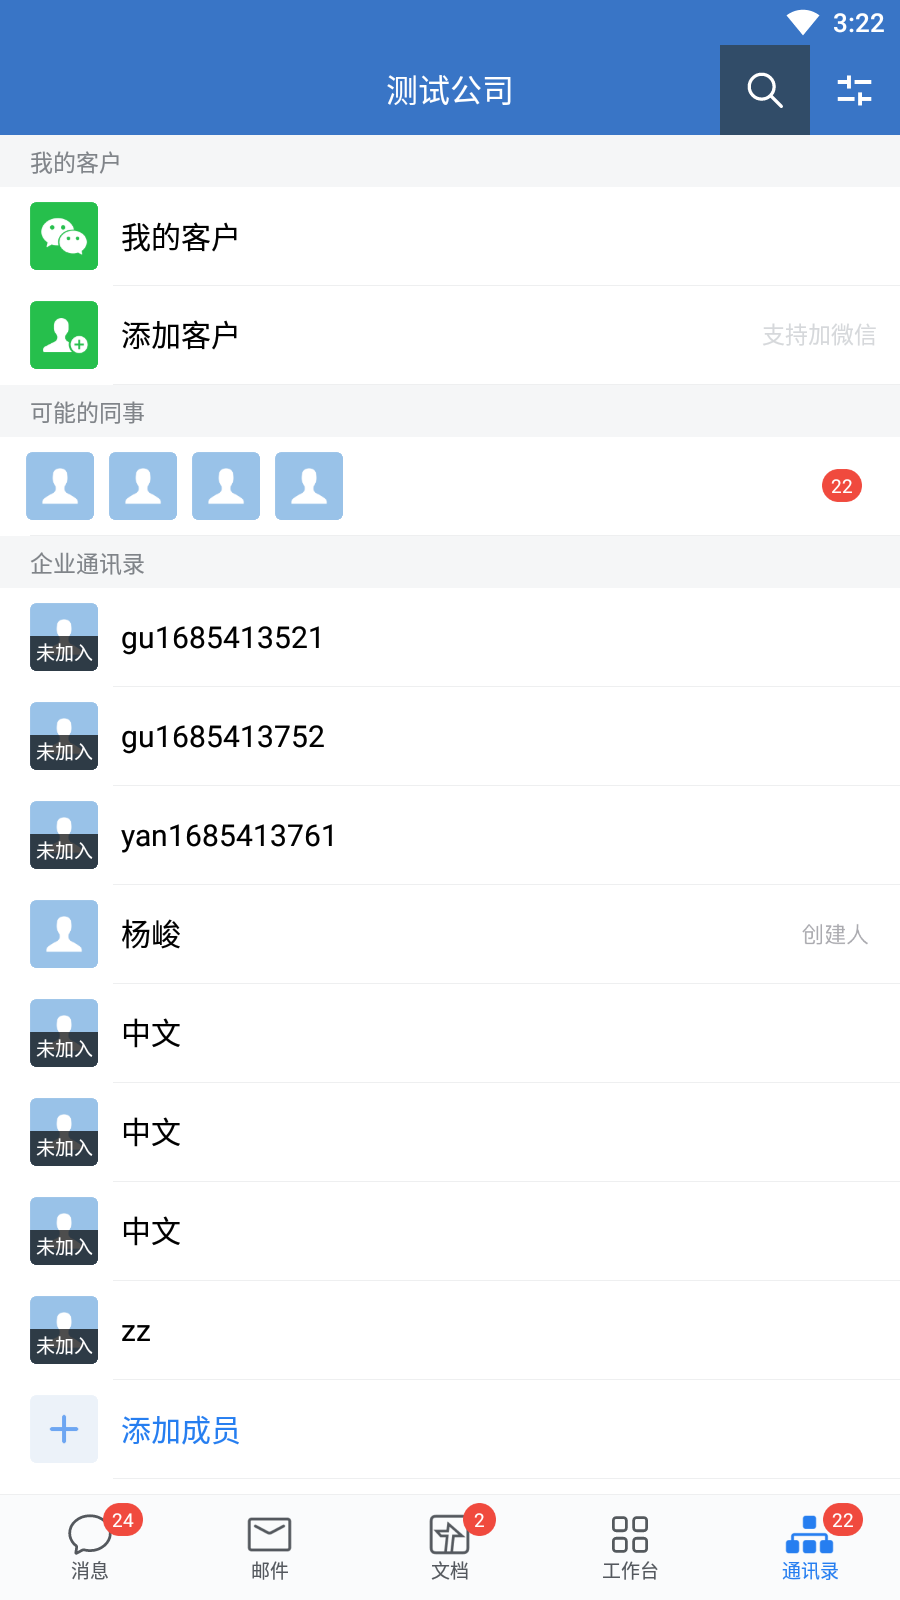 3:22
测试公司
我的客户
我的客户
添加客户 支持加微信
可能的同事
22
企业通讯录
未加入 gu1685413521
未加入 gu1685413752
未加入 yan1685413761
杨峻 创建人
未加入 中文
未加入 中文
未加入 中文
未加入 zz
添加成员
24 2 22
消息 邮件 文档 工作台 通讯录